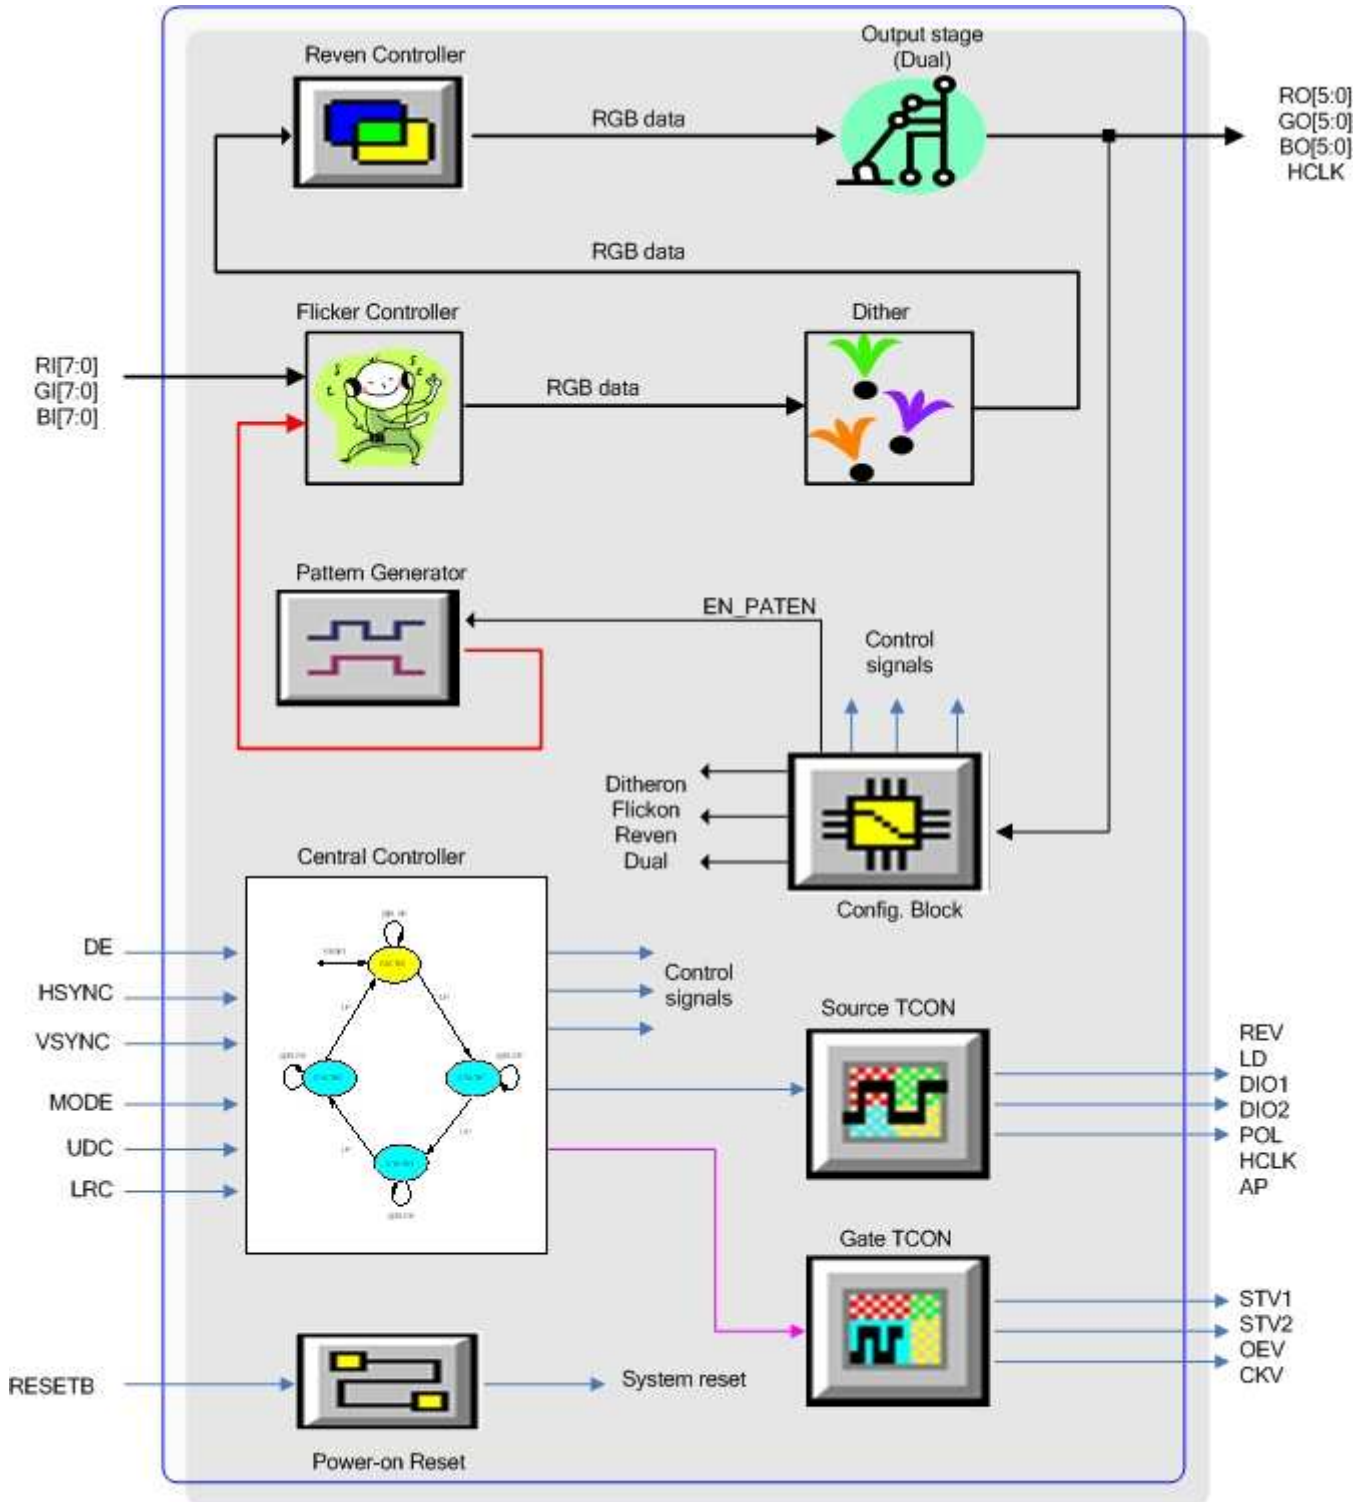 Reven Controller
Output stage
(Dual)
RGB data
RO[5:0]
GO[5:0]
BO[5:0]
HCLK
RGB data
Flicker Controller
Dither
RI[7:0]
GI[7:0]
BI[7:0]
RGB data
Pattern Generator
EN_PATEN
Control
signals
Ditheron
Flickon
Reven
Dual
Config. Block
Central Controller
DE
HSYNC
VSYNC
MODE
UDC
LRC
Control
signals
Source TCON
REV
LD
DIO1
DIO2
POL
HCLK
AP
Gate TCON
STV1
STV2
OEV
CKV
RESETB
System reset
Power-on Reset